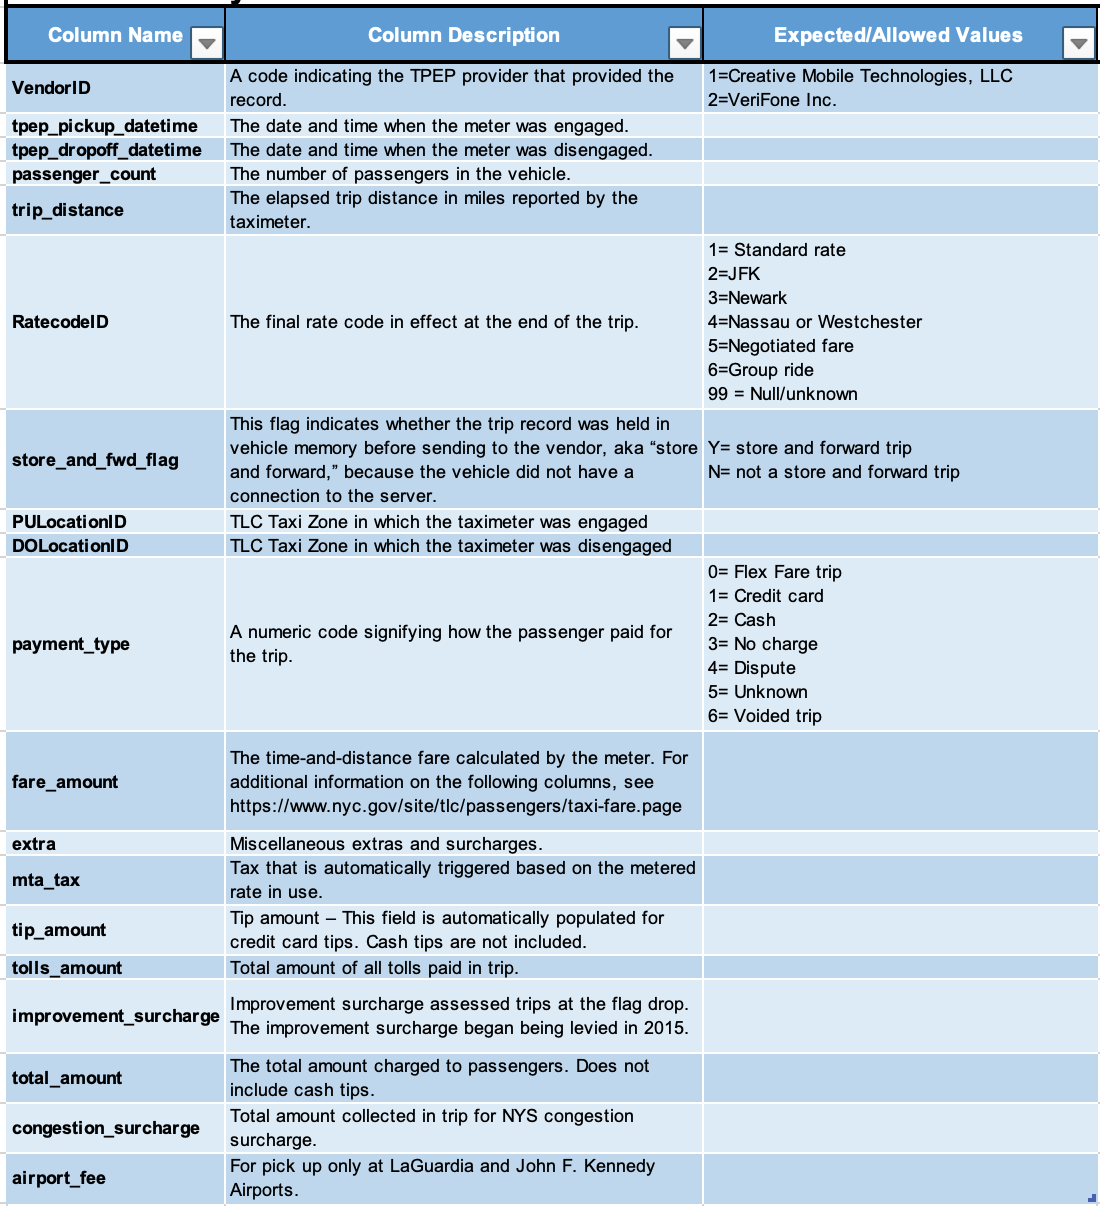 Column Name
Column Description
Expected/Allowed Values
VendorID
A code indicating the TPEP provider that provided the
record.
1=Creative Mobile Technologies, LLC
2=VeriFone Inc.
tpep_pickup_datetime
The date and time when the meter was engaged.
tpep_dropoff_datetime
The date and time when the meter was disengaged.
passenger_count
The number of passengers in the vehicle.
trip_distance
The elapsed trip distance in miles reported by the
taximeter.
RatecodeID
The final rate code in effect at the end of the trip.
1= Standard rate
2=JFK
3=Newark
4=Nassau or Westchester
5=Negotiated fare
6=Group ride
99 = Null/unknown
store_and_fwd_flag
This flag indicates whether the trip record was held in
vehicle memory before sending to the vendor, aka “store
and forward,” because the vehicle did not have a
connection to the server.
Y= store and forward trip
N= not a store and forward trip
PULocationID
TLC Taxi Zone in which the taximeter was engaged
DOLocationID
TLC Taxi Zone in which the taximeter was disengaged
payment_type
A numeric code signifying how the passenger paid for
the trip.
0= Flex Fare trip
1= Credit card
2= Cash
3= No charge
4= Dispute
5= Unknown
6= Voided trip
fare_amount
The time-and-distance fare calculated by the meter. For
additional information on the following columns, see
https://www.nyc.gov/site/tlc/passengers/taxi-fare.page
extra
Miscellaneous extras and surcharges.
mta_tax
Tax that is automatically triggered based on the metered
rate in use.
tip_amount
Tip amount – This field is automatically populated for
credit card tips. Cash tips are not included.
tolls_amount
Total amount of all tolls paid in trip.
improvement_surcharge
Improvement surcharge assessed trips at the flag drop.
The improvement surcharge began being levied in 2015.
total_amount
The total amount charged to passengers. Does not
include cash tips.
congestion_surcharge
Total amount collected in trip for NYS congestion
surcharge.
airport_fee
For pick up only at LaGuardia and John F. Kennedy
Airports.